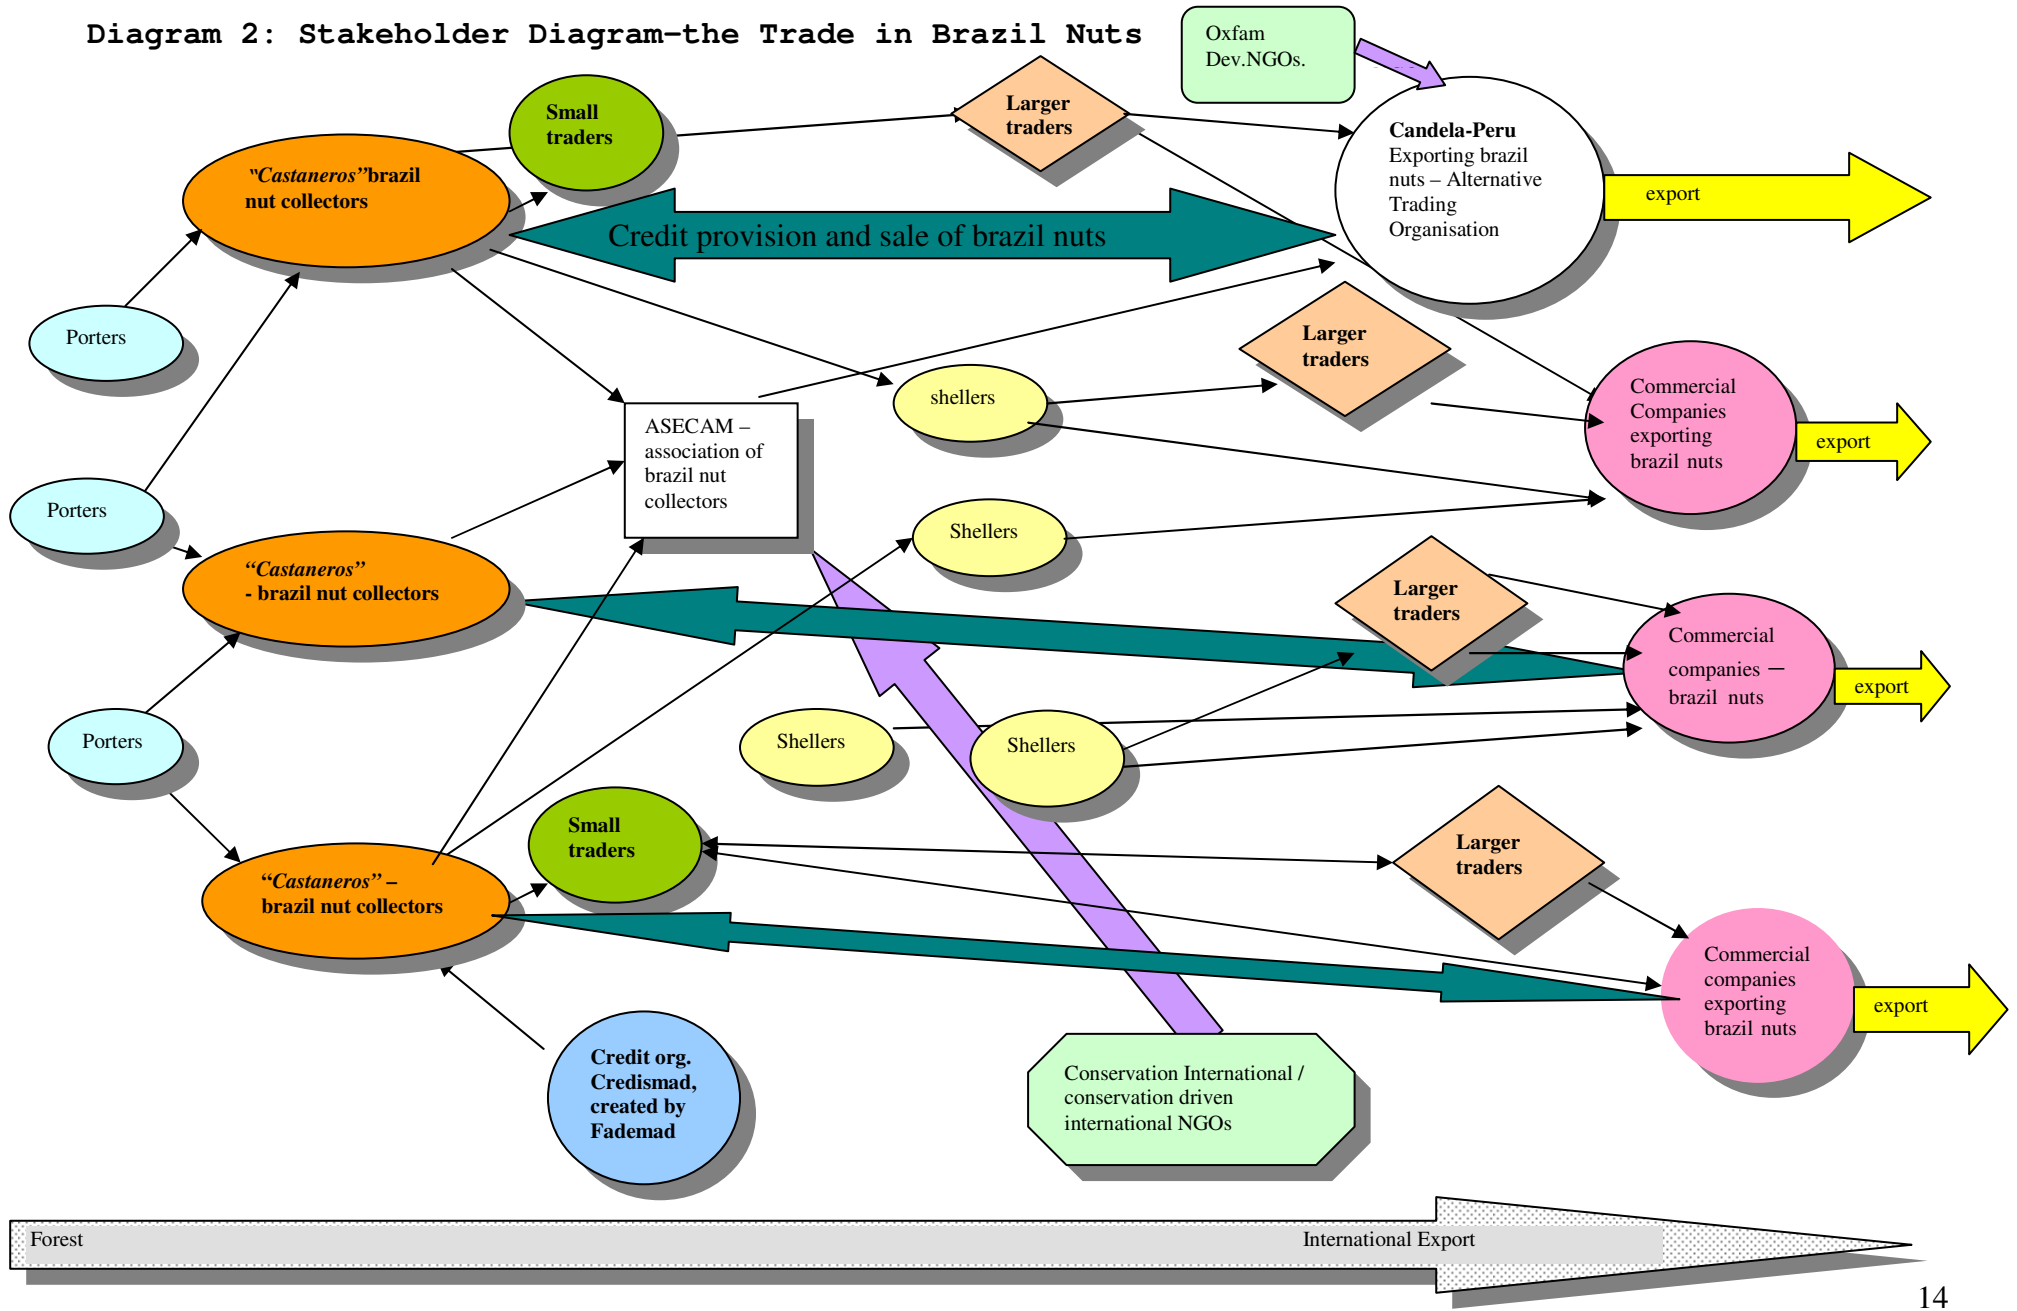 Diagram 2: Stakeholder Diagram–the Trade in Brazil Nuts
Oxfam
Dev.NGOs.
Small
traders
Larger
traders
Candela-Peru
Exporting brazil
nuts – Alternative
Trading
Organisation
export
“Castaneros”brazil
nut collectors
Credit provision and sale of brazil nuts
Porters
Larger
traders
shellers
Commercial
Companies
exporting
brazil nuts
export
ASECAM –
association of
brazil nut
collectors
Porters
Shellers
“Castaneros”
- brazil nut collectors
Larger
traders
Commercial
companies –
brazil nuts
export
Porters
Shellers
Shellers
Small
traders
Larger
traders
“Castaneros” –
brazil nut collectors
Commercial
companies
exporting
brazil nuts
export
Credit org.
Credismad,
created by
Fademad
Conservation International /
conservation driven
international NGOs
Forest
International Export
14